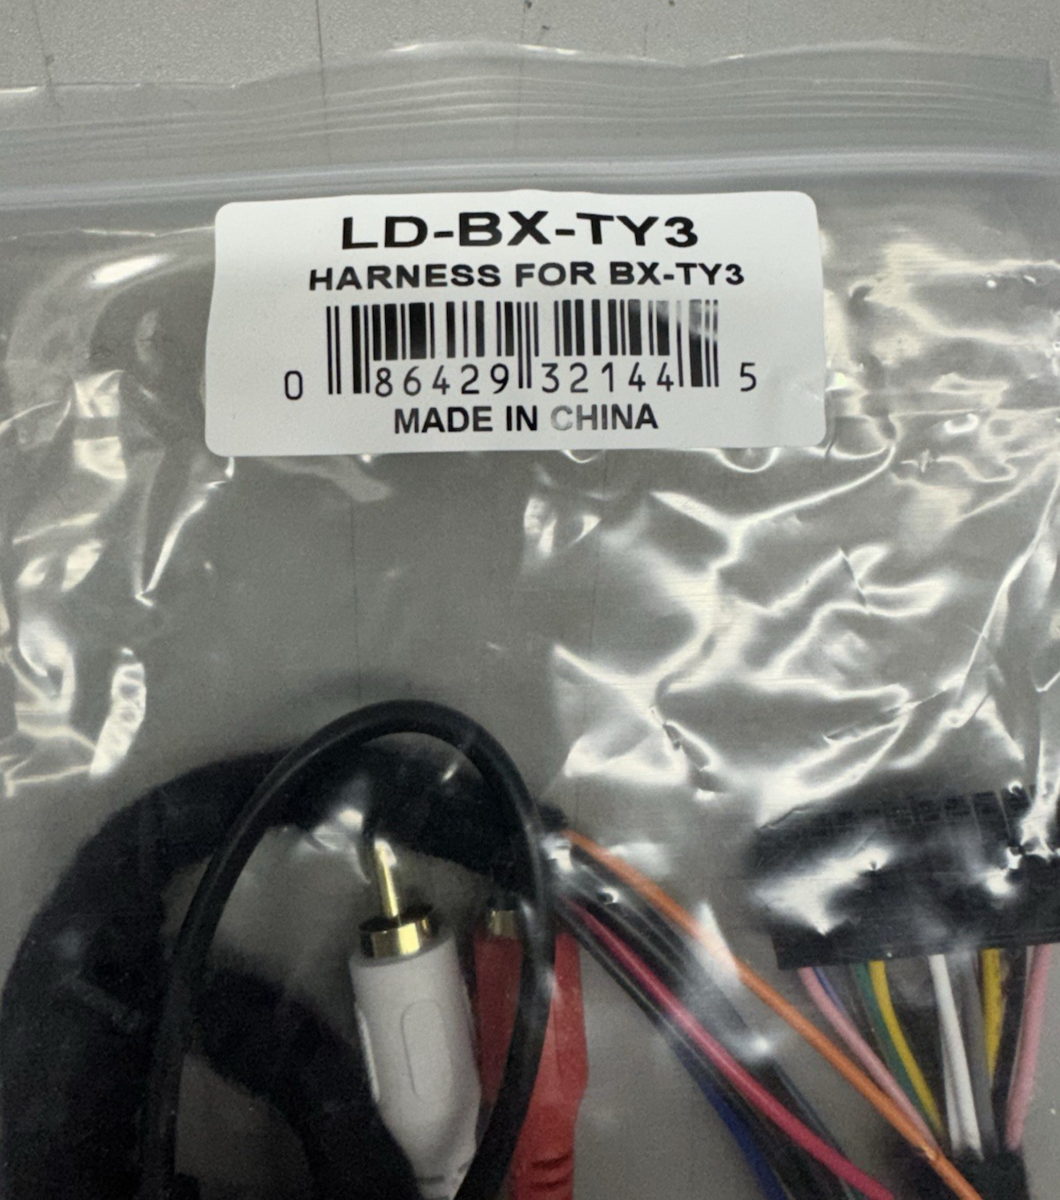 LD-BX-TY3
HARNESS FOR BX-TY3
0 86429 32144 5
MADE IN CHINA